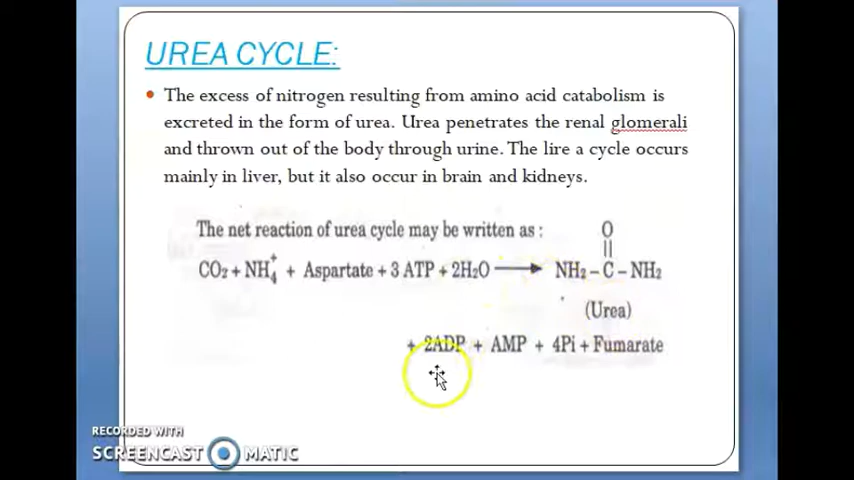 UREA CYCLE:
The excess of nitrogen resulting from amino acid catabolism is
excreted in the form of urea. Urea penetrates the renal glomerali
and thrown out of the body through urine. The lire a cycle occurs
mainly in liver, but it also occur in brain and kidneys.
The net reaction of urea cycle may be written as :
O
||
CO₂ + NH₄⁺ + Aspartate + 3 ATP + 2H₂O ⟶ NH₂ – C – NH₂
(Urea)
+ 2ADP + AMP + 4Pi + Fumarate
RECORDED WITH
SCREENCAST MATIC